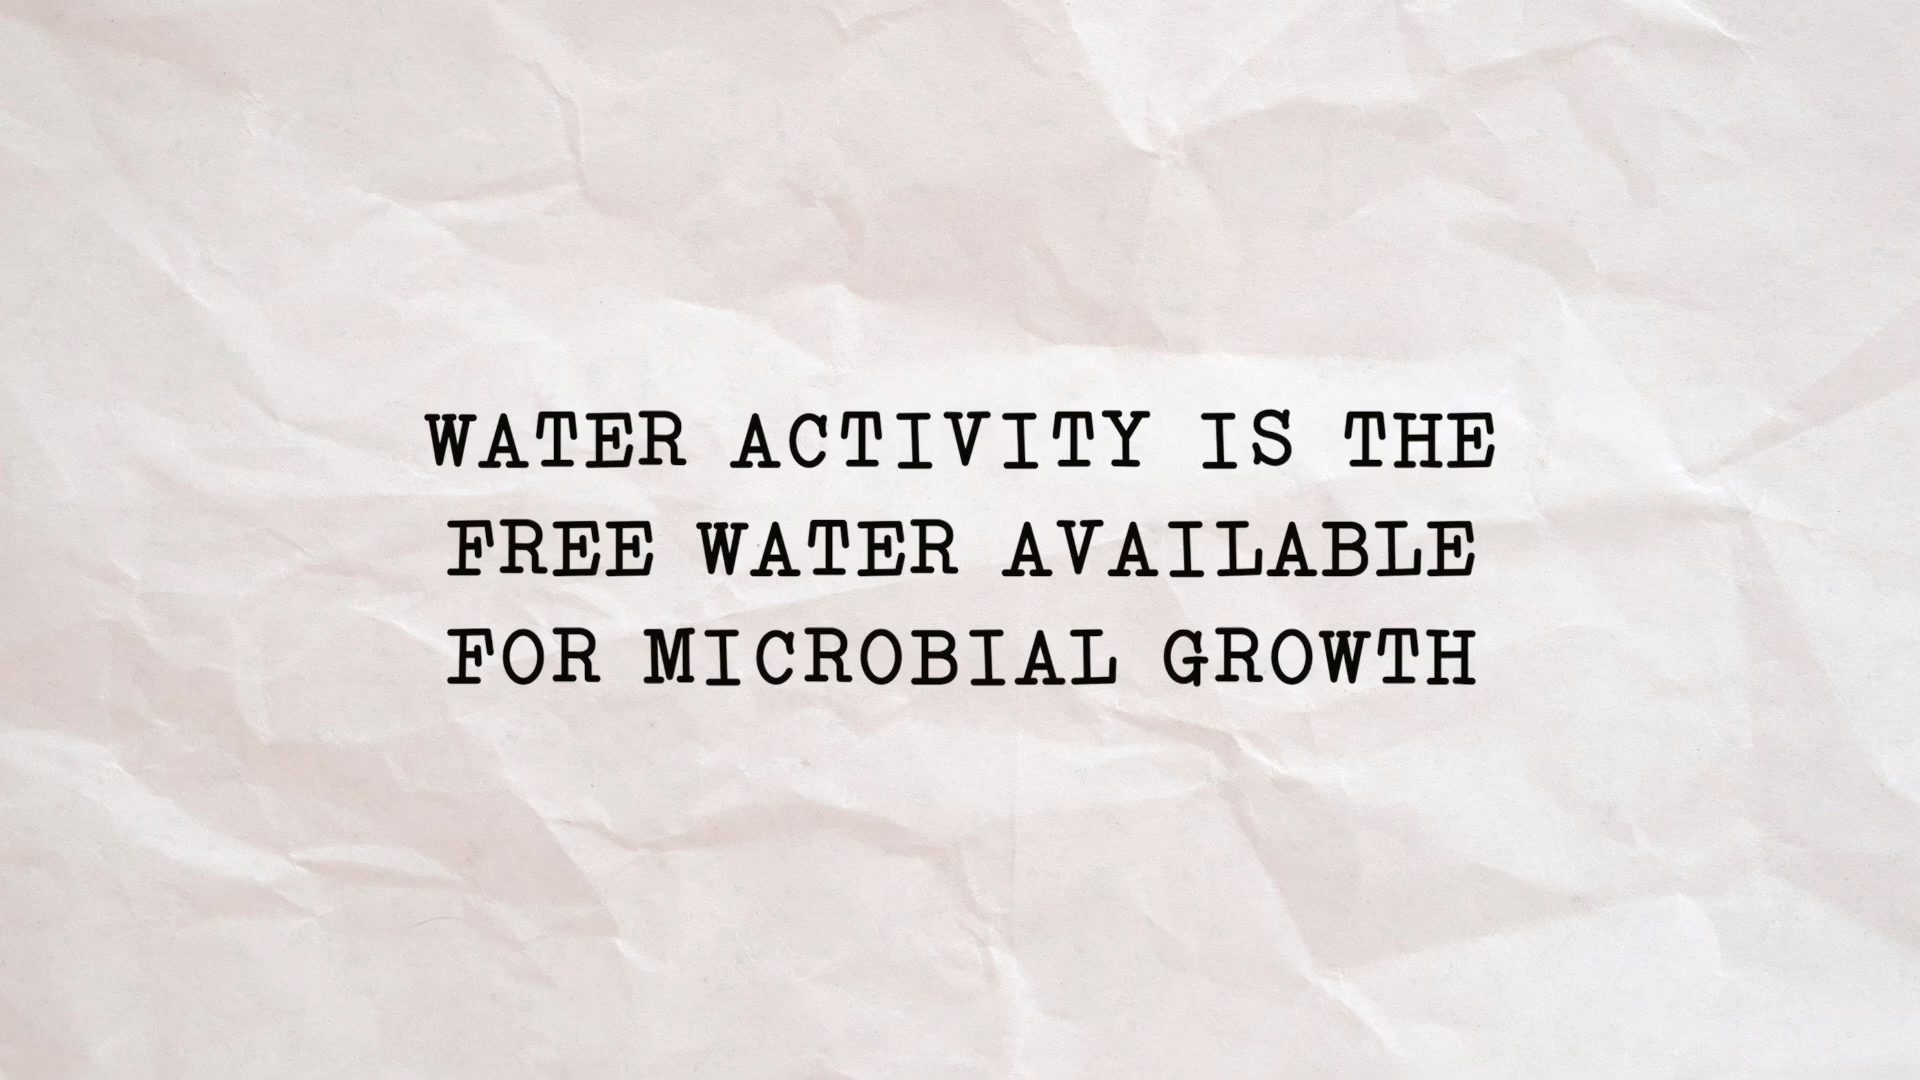 WATER ACTIVITY IS THE
FREE WATER AVAILABLE
FOR MICROBIAL GROWTH